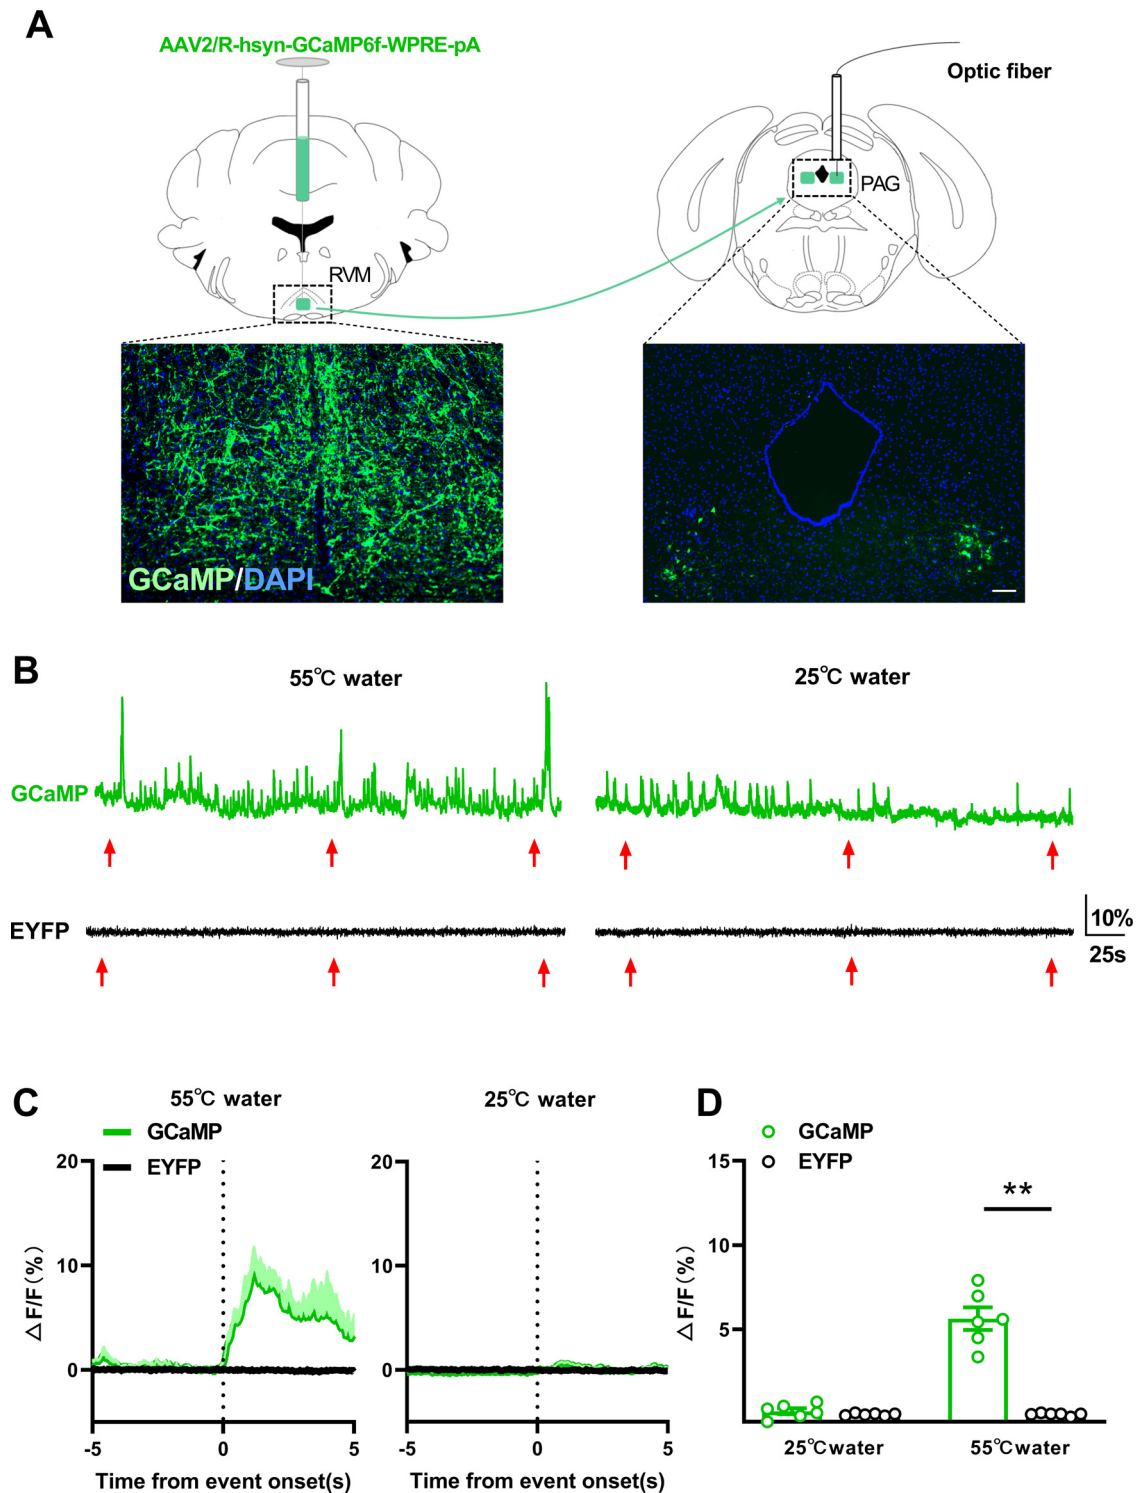 A
AAV2/R-hsyn-GCaMP6f-WPRE-pA
Optic fiber
PAG
RVM
GCaMP/DAPI
B
55℃ water
25℃ water
GCaMP
EYFP
10%
25s
C
55℃ water
25℃ water
GCaMP
EYFP
△F/F(%)
20
10
0
-5
0
5
Time from event onset(s)
20
10
0
-5
0
5
Time from event onset(s)
D
GCaMP
EYFP
△F/F(%)
15
10
5
**
25℃water
55℃water